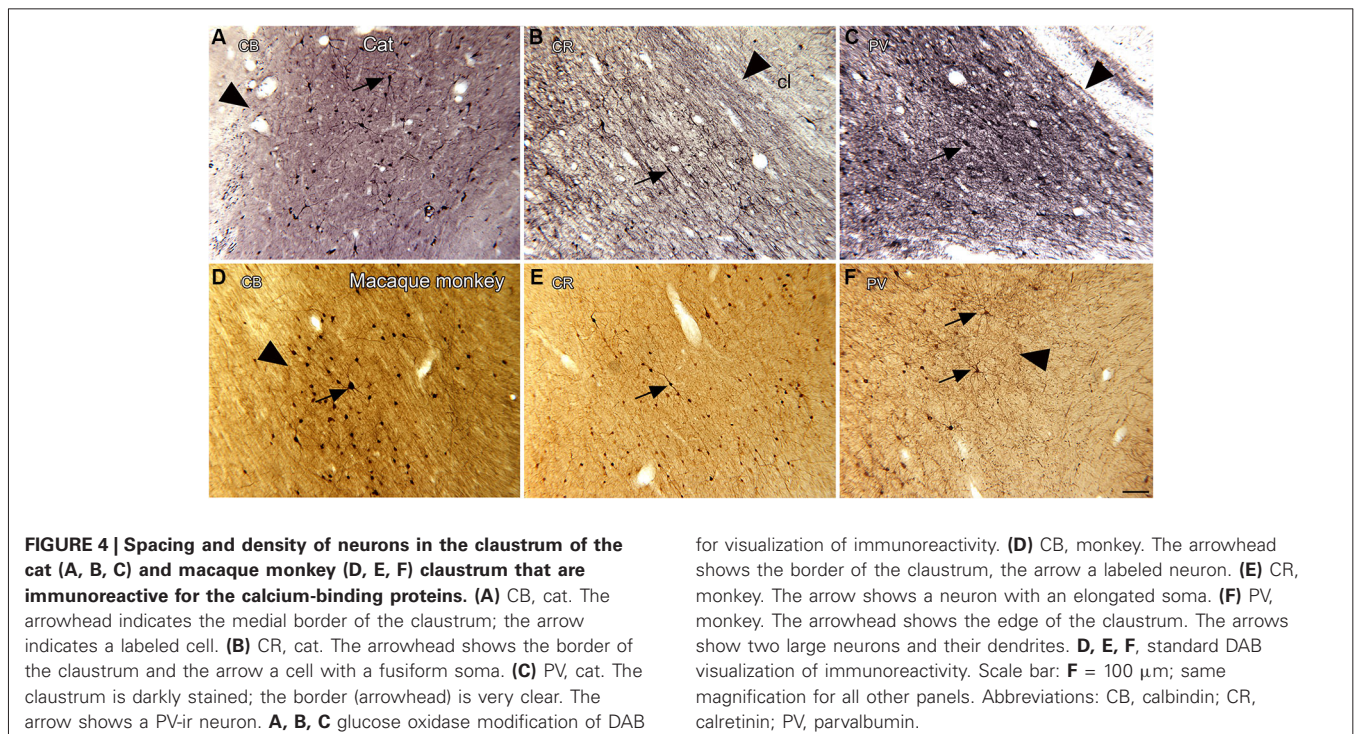 A CB Cat
B CR cl
C PV
D CB Macaque monkey
E CR
F PV
FIGURE 4 | Spacing and density of neurons in the claustrum of the
cat (A, B, C) and macaque monkey (D, E, F) claustrum that are
immunoreactive for the calcium-binding proteins. (A) CB, cat. The
arrowhead indicates the medial border of the claustrum; the arrow
indicates a labeled cell. (B) CR, cat. The arrowhead shows the border of
the claustrum and the arrow a cell with a fusiform soma. (C) PV, cat. The
claustrum is darkly stained; the border (arrowhead) is very clear. The
arrow shows a PV-ir neuron. A, B, C glucose oxidase modification of DAB
for visualization of immunoreactivity. (D) CB, monkey. The arrowhead
shows the border of the claustrum, the arrow a labeled neuron. (E) CR,
monkey. The arrow shows a neuron with an elongated soma. (F) PV,
monkey. The arrowhead shows the edge of the claustrum. The arrows
show two large neurons and their dendrites. D, E, F, standard DAB
visualization of immunoreactivity. Scale bar: F = 100 μm; same
magnification for all other panels. Abbreviations: CB, calbindin; CR,
calretinin; PV, parvalbumin.